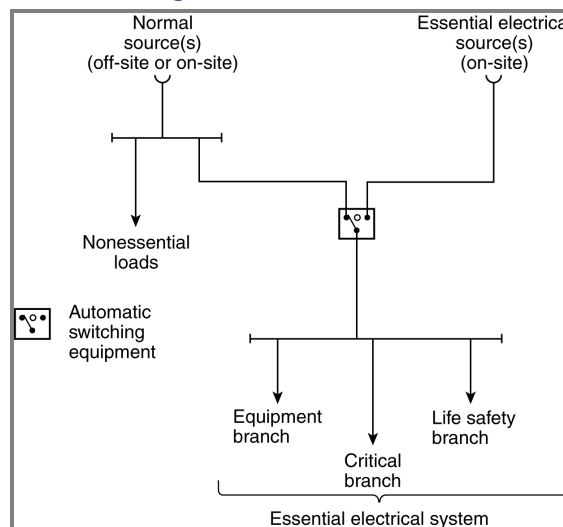 Normal
source(s)
(off-site or on-site)
Essential electrica
source(s)
(on-site)
Nonessential
loads
Automatic
switching
equipment
Equipment
branch
Critical
branch
Life safety
branch
Essential electrical system